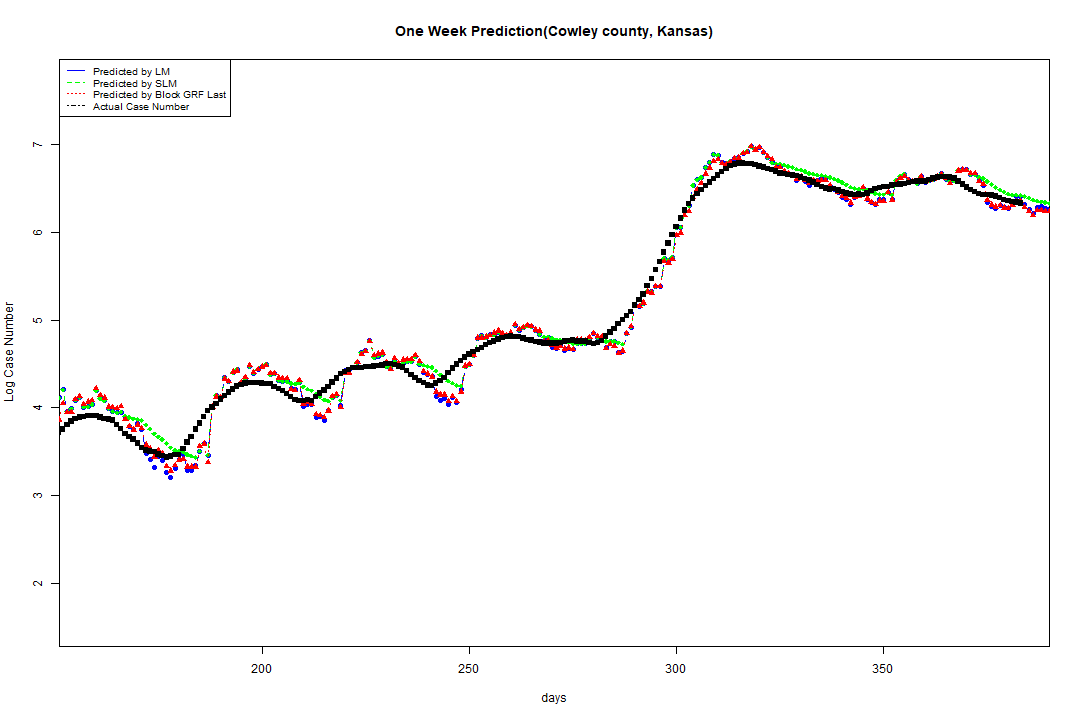 One Week Prediction(Cowley county, Kansas)
Predicted by LM
Predicted by SLM
Predicted by Block GRF Last
Actual Case Number
7
6
5
4
3
2
Log Case Number
200 250 300 350
days